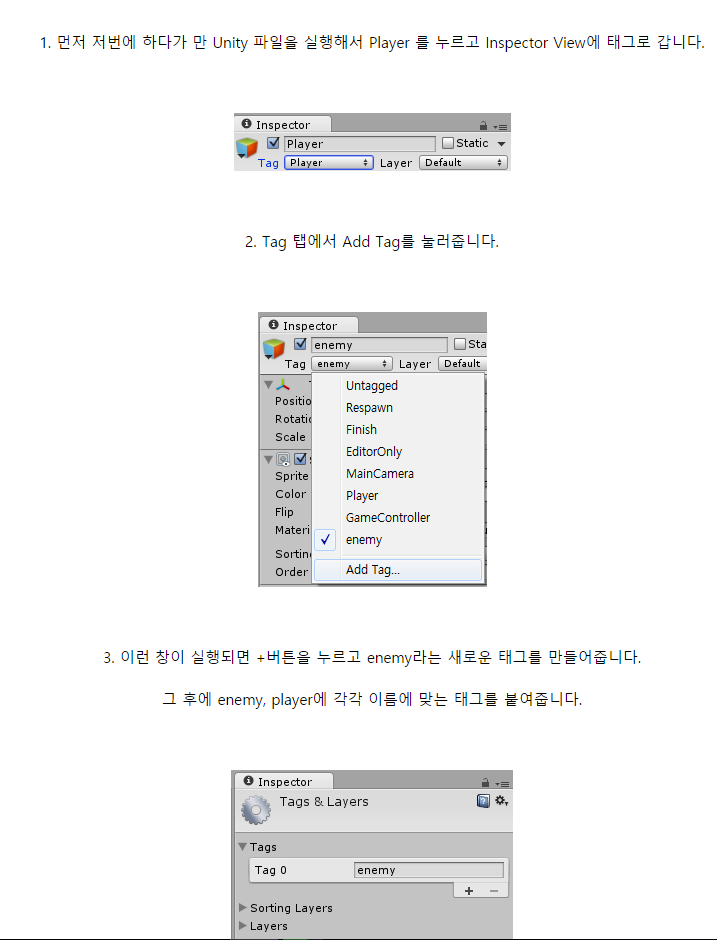 1. 먼저 저번에 하다가 만 Unity 파일을 실행해서 Player 를 누르고 Inspector View에 태그로 갑니다.
Inspector
Player Static
Tag Player Layer Default
2. Tag 탭에서 Add Tag를 눌러줍니다.
Inspector
enemy Sta
Tag enemy Layer Default
Untagged
Positio Respawn
Rotatio Finish
Scale EditorOnly
MainCamera
Sprite
Color Player
Flip GameController
Materi enemy
Sortin
Order Add Tag...
3. 이런 창이 실행되면 +버튼을 누르고 enemy라는 새로운 태그를 만들어줍니다.
그 후에 enemy, player에 각각 이름에 맞는 태그를 붙여줍니다.
Inspector
Tags & Layers
Tags
Tag 0 enemy
+ −
Sorting Layers
Layers